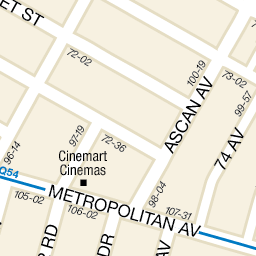 ET ST
72-02
100-19
73-02
99-57
ASCAN AV
74 AV
97-19
72-36
96-14
Cinemart
Cinemas
Q54
105-02
METROPOLITAN AV
98-04
106-02
107-31
RD
DR
AV